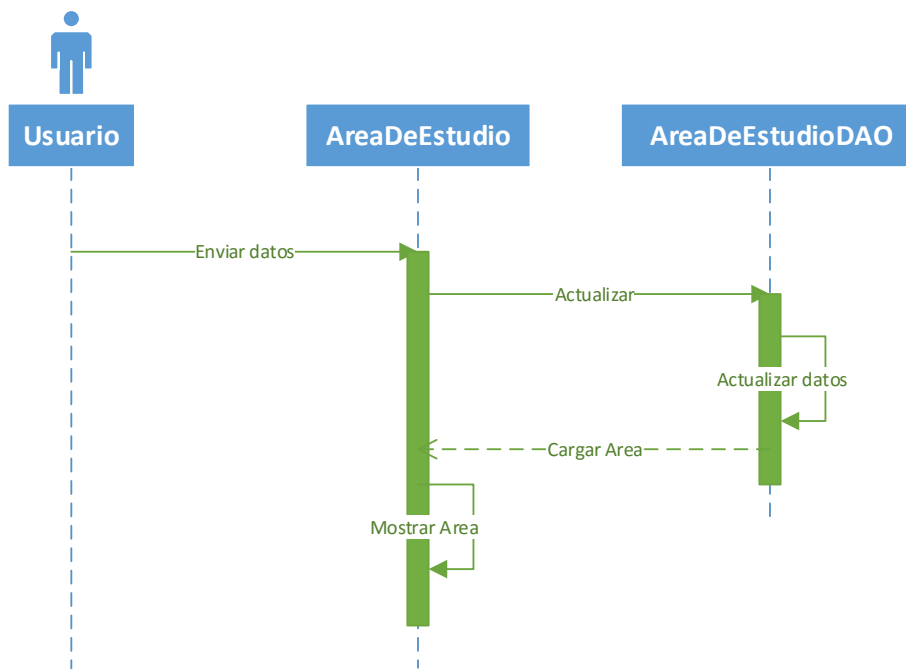 Usuario
AreaDeEstudio
AreaDeEstudioDAO
Enviar datos
Actualizar
Actualizar datos
Cargar Area
Mostrar Area